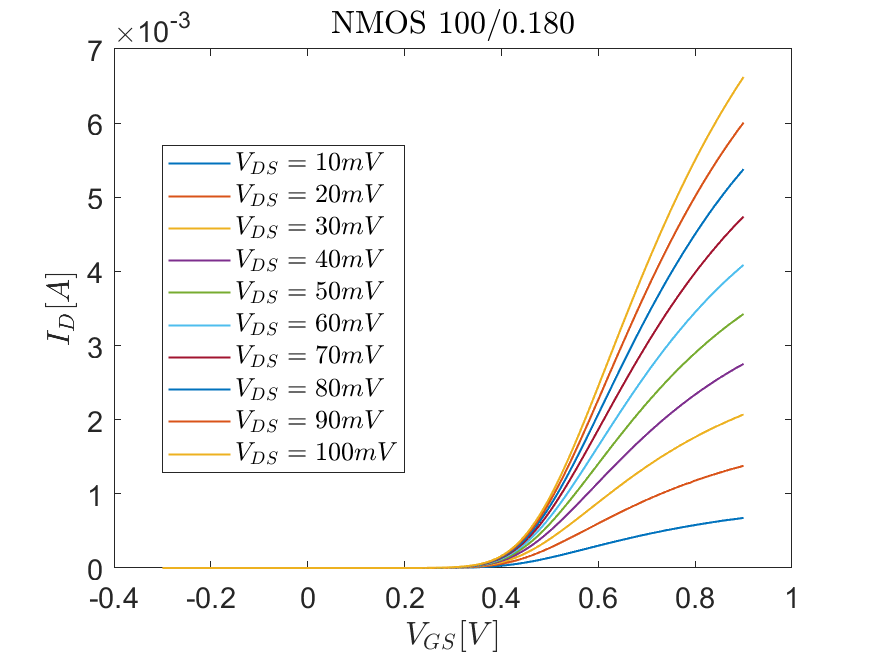 NMOS 100/0.180
×10-3
7
6
5
4
3
2
1
0
I_D[A]
V_DS = 10mV
V_DS = 20mV
V_DS = 30mV
V_DS = 40mV
V_DS = 50mV
V_DS = 60mV
V_DS = 70mV
V_DS = 80mV
V_DS = 90mV
V_DS = 100mV
-0.4 -0.2 0 0.2 0.4 0.6 0.8 1
V_GS[V]